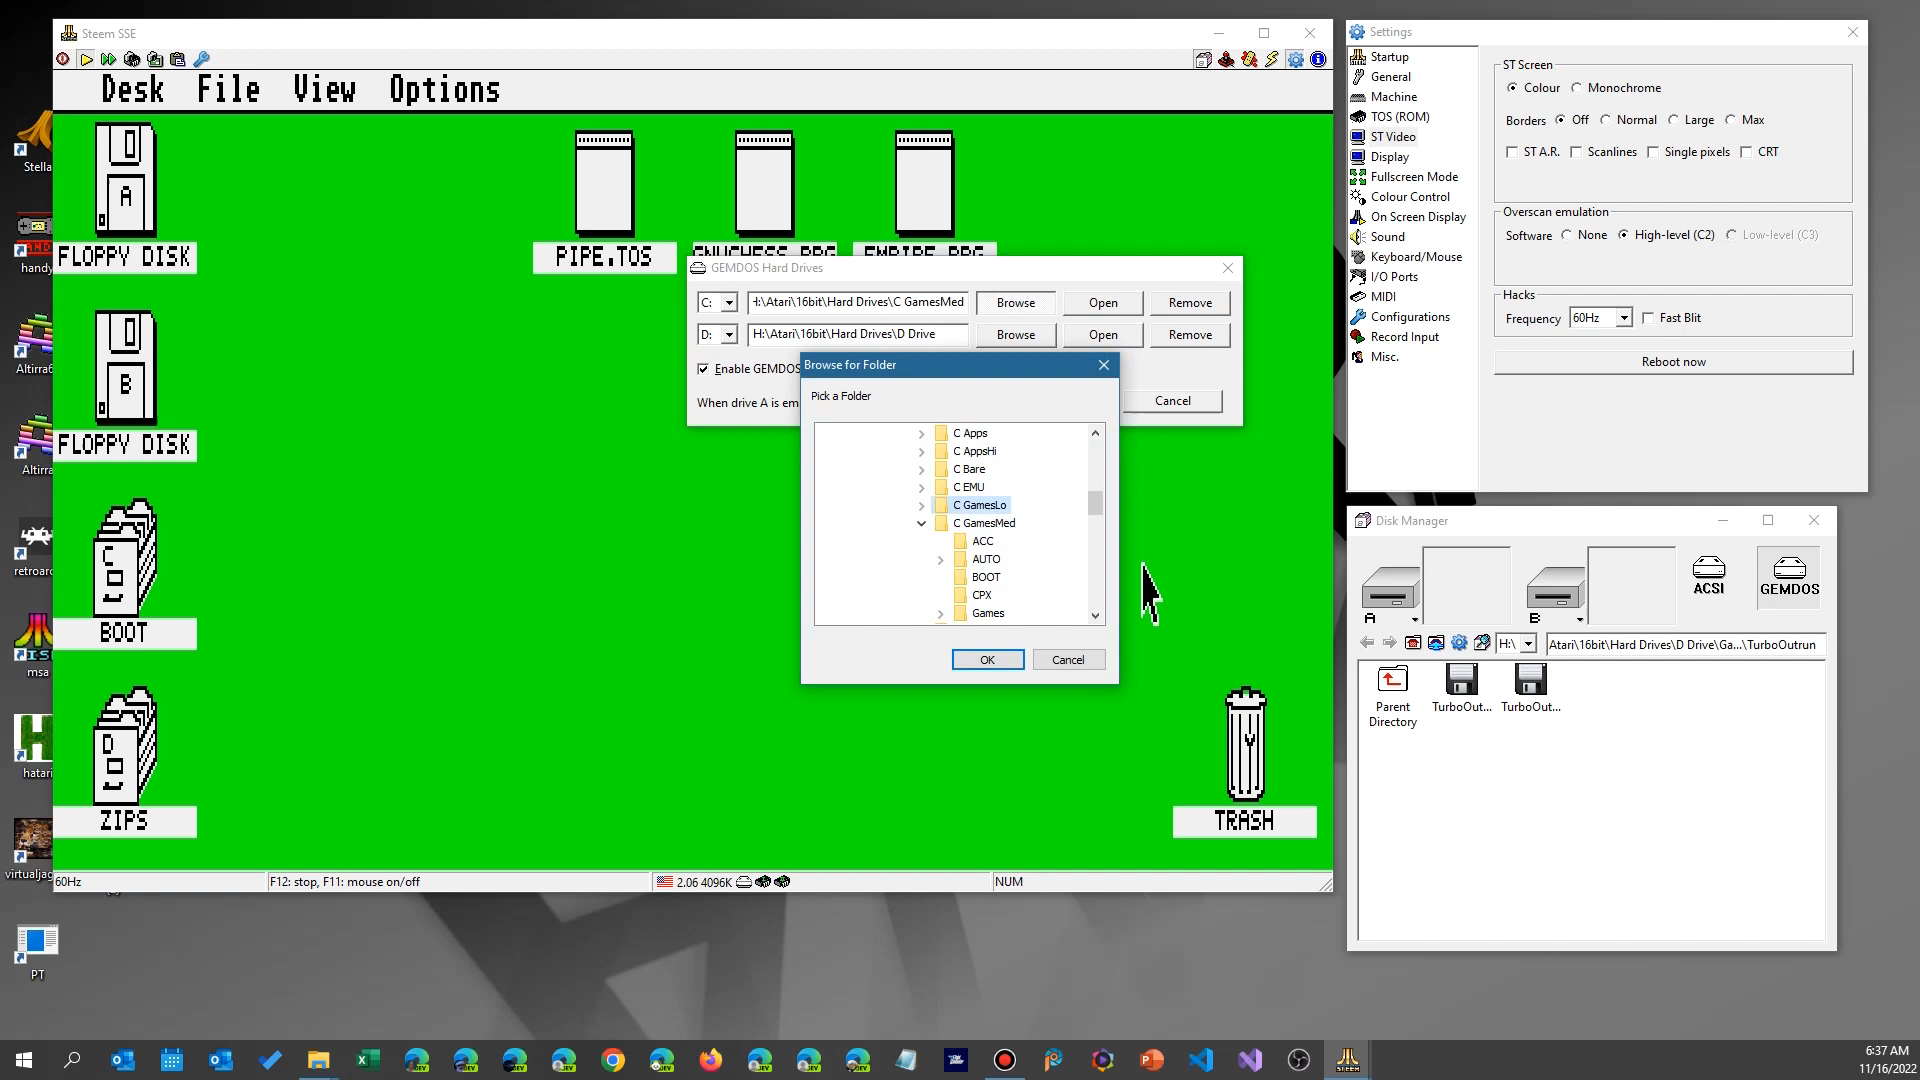 Steem SSE
Desk File View Options
A
FLOPPY DISK
B
FLOPPY DISK
C
BOOT
D
ZIPS
PIPE.TOS
GNUCHESS.PRG
EMPIRE.PRG
TRASH
60Hz
F12: stop, F11: mouse on/off
2.06 4096K
NUM
GEMDOS Hard Drives
C:
H:\Atari\16bit\Hard Drives\C GamesMed
Browse
Open
Remove
D:
H:\Atari\16bit\Hard Drives\D Drive
Browse
Open
Remove
Enable GEMDOS
When drive A is em
Cancel
Browse for Folder
Pick a Folder
C Apps
C AppsHi
C Bare
C EMU
C GamesLo
C GamesMed
ACC
AUTO
BOOT
CPX
Games
OK
Cancel
Settings
Startup
General
Machine
TOS (ROM)
ST Video
Display
Fullscreen Mode
Colour Control
On Screen Display
Sound
Keyboard/Mouse
I/O Ports
MIDI
Configurations
Record Input
Misc.
ST Screen
Colour Monochrome
Borders Off Normal Large Max
ST A.R. Scanlines Single pixels CRT
Overscan emulation
Software None High-level (C2) Low-level (C3)
Hacks
Frequency 60Hz Fast Blit
Reboot now
Disk Manager
A
B
ACSI
GEMDOS
H:\
Atari\16bit\Hard Drives\D Drive\Ga...\TurboOutrun
Parent
Directory
TurboOut...
TurboOut...
Stella
handy
Altirra6
Altirra
retroarc
msa
hatari
virtualjag
PT
6:37 AM
11/16/2022